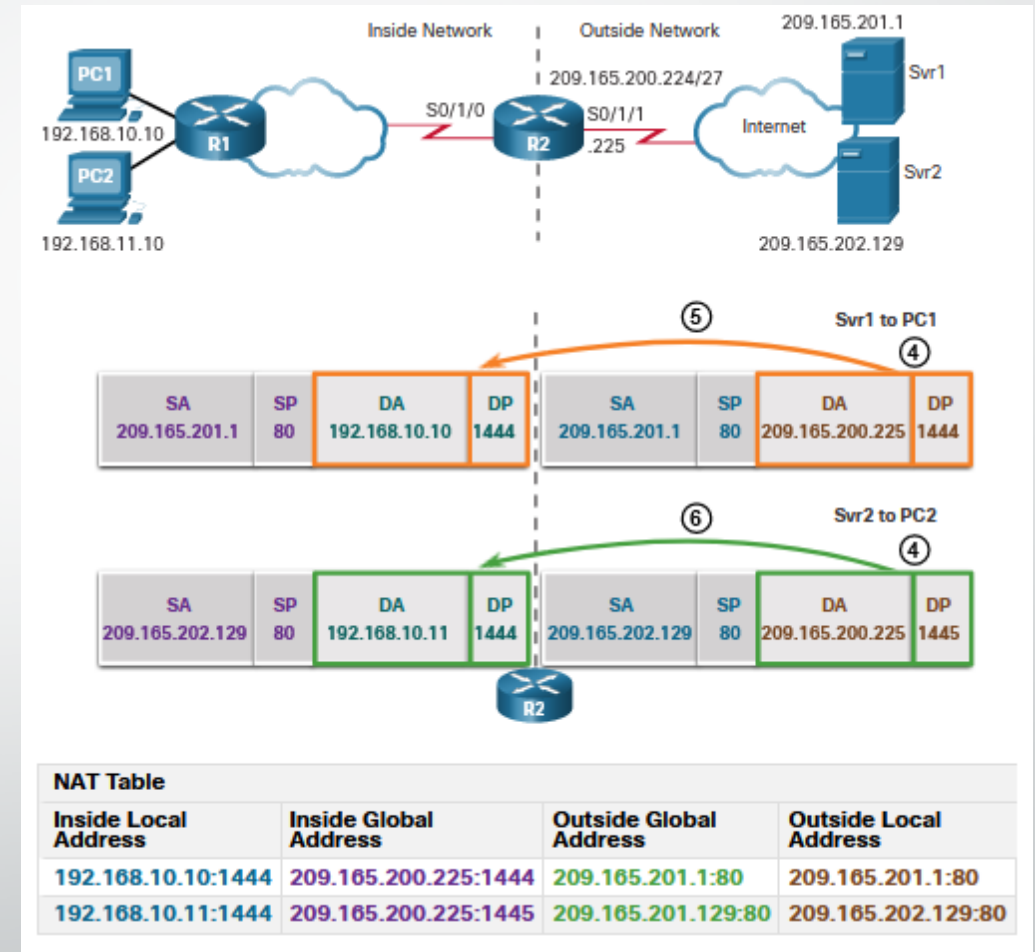 Inside Network
Outside Network
209.165.201.1
PC1
209.165.200.224/27
Svr1
192.168.10.10
R1
S0/1/0
R2
S0/1/1
.225
Internet
PC2
Svr2
192.168.11.10
209.165.202.129
5
Svr1 to PC1
4
SA SP DA DP SA SP DA DP
209.165.201.1 80 192.168.10.10 1444 209.165.201.1 80 209.165.200.225 1444
6
Svr2 to PC2
4
SA SP DA DP SA SP DA DP
209.165.202.129 80 192.168.10.11 1444 209.165.202.129 80 209.165.200.225 1445
R2
NAT Table
Inside Local Address Inside Global Address Outside Global Address Outside Local Address
192.168.10.10:1444 209.165.200.225:1444 209.165.201.1:80 209.165.201.1:80
192.168.10.11:1444 209.165.200.225:1445 209.165.201.129:80 209.165.202.129:80